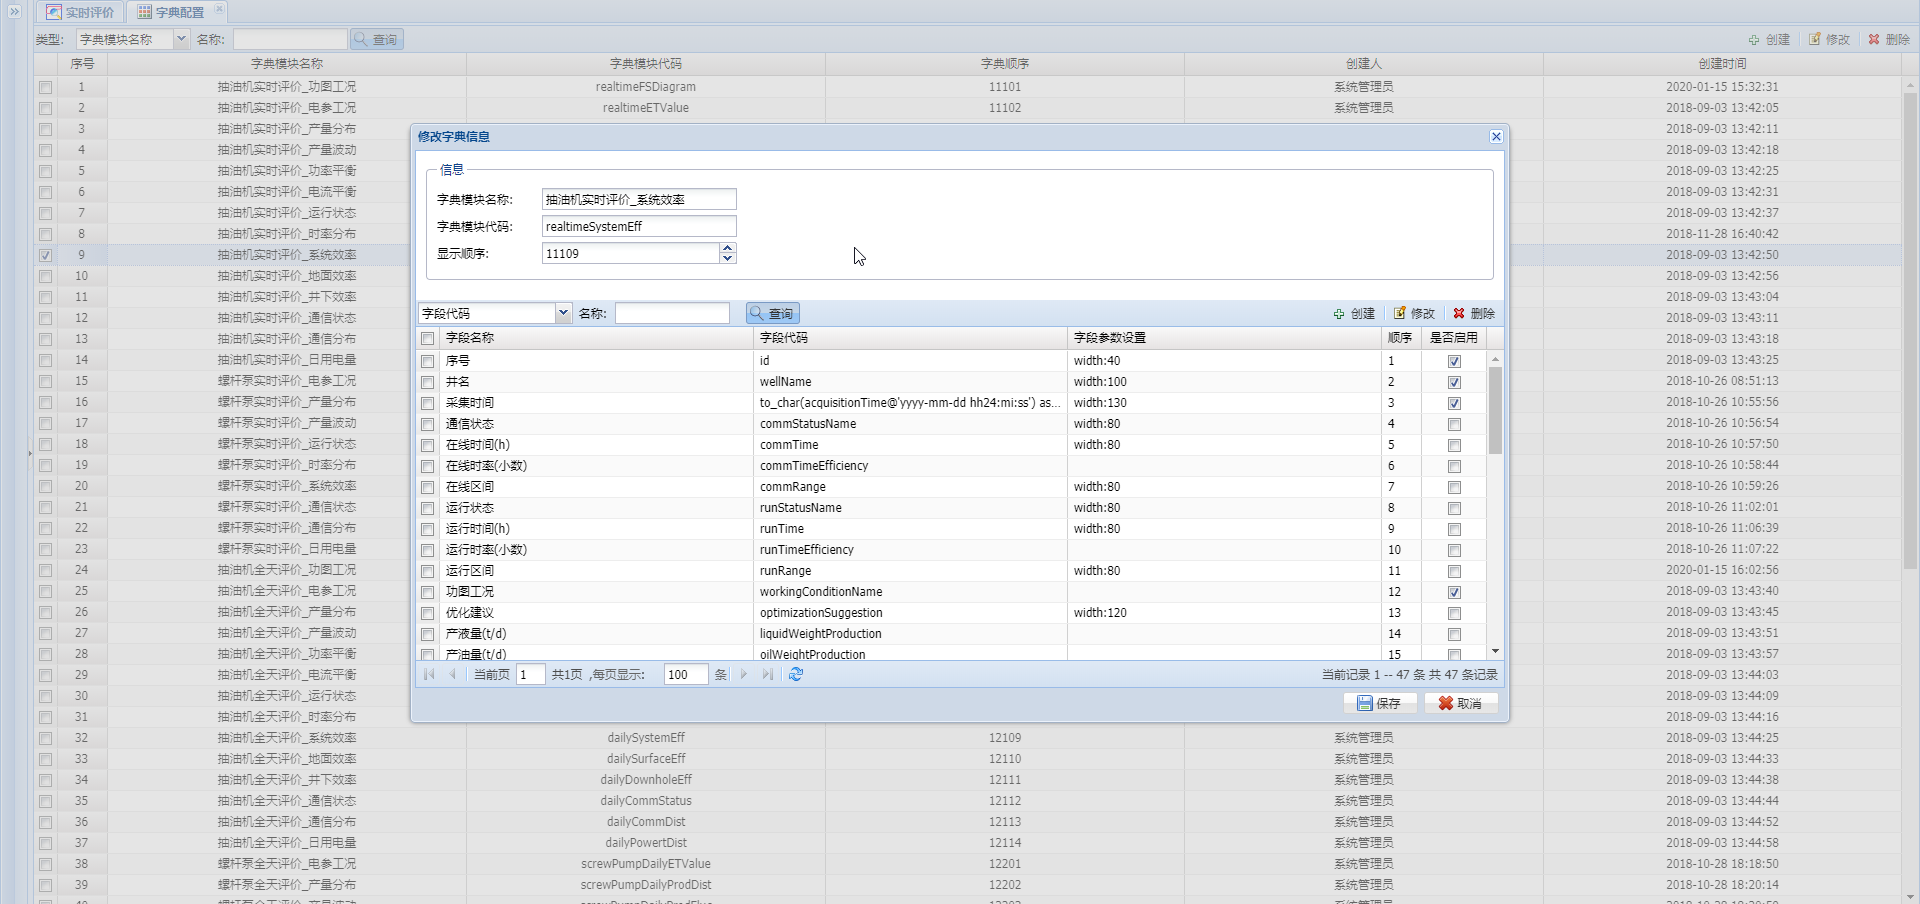 实时评价 字典配置
类型: 字典模块名称 名称: 查询 创建 修改 删除
序号 字典模块名称 字典模块代码 字典顺序 创建人 创建时间
1 抽油机实时评价_功图工况 realtimeFSDiagram 11101 系统管理员 2020-01-15 15:32:31
2 抽油机实时评价_电参工况 realtimeETValue 11102 系统管理员 2018-09-03 13:42:05
3 抽油机实时评价_产量分布 2018-09-03 13:42:11
4 抽油机实时评价_产量波动 2018-09-03 13:42:18
5 抽油机实时评价_功率平衡 2018-09-03 13:42:25
6 抽油机实时评价_电流平衡 2018-09-03 13:42:31
7 抽油机实时评价_运行状态 2018-09-03 13:42:37
8 抽油机实时评价_时率分布 2018-11-28 16:40:42
9 抽油机实时评价_系统效率 2018-09-03 13:42:50
10 抽油机实时评价_地面效率 2018-09-03 13:42:56
11 抽油机实时评价_井下效率 2018-09-03 13:43:04
12 抽油机实时评价_通信状态 2018-09-03 13:43:11
13 抽油机实时评价_通信分布 2018-09-03 13:43:18
14 抽油机实时评价_日用电量 2018-09-03 13:43:25
15 螺杆泵实时评价_电参工况 2018-10-26 08:51:13
16 螺杆泵实时评价_产量分布 2018-10-26 10:55:56
17 螺杆泵实时评价_产量波动 2018-10-26 10:56:54
18 螺杆泵实时评价_运行状态 2018-10-26 10:57:50
19 螺杆泵实时评价_时率分布 2018-10-26 10:58:44
20 螺杆泵实时评价_系统效率 2018-10-26 10:59:26
21 螺杆泵实时评价_通信状态 2018-10-26 11:02:01
22 螺杆泵实时评价_通信分布 2018-10-26 11:06:39
23 螺杆泵实时评价_日用电量 2018-10-26 11:07:22
24 抽油机全天评价_功图工况 2020-01-15 16:02:56
25 抽油机全天评价_电参工况 2018-09-03 13:43:40
26 抽油机全天评价_产量分布 2018-09-03 13:43:45
27 抽油机全天评价_产量波动 2018-09-03 13:43:51
28 抽油机全天评价_功率平衡 2018-09-03 13:43:57
29 抽油机全天评价_电流平衡 2018-09-03 13:44:03
30 抽油机全天评价_运行状态 2018-09-03 13:44:09
31 抽油机全天评价_时率分布 2018-09-03 13:44:16
32 抽油机全天评价_系统效率 dailySystemEff 12109 系统管理员 2018-09-03 13:44:25
33 抽油机全天评价_地面效率 dailySurfaceEff 12110 系统管理员 2018-09-03 13:44:33
34 抽油机全天评价_井下效率 dailyDownholeEff 12111 系统管理员 2018-09-03 13:44:38
35 抽油机全天评价_通信状态 dailyCommStatus 12112 系统管理员 2018-09-03 13:44:44
36 抽油机全天评价_通信分布 dailyCommDist 12113 系统管理员 2018-09-03 13:44:52
37 抽油机全天评价_日用电量 dailyPowertDist 12114 系统管理员 2018-09-03 13:44:58
38 螺杆泵全天评价_电参工况 screwPumpDailyETValue 12201 系统管理员 2018-10-28 18:18:50
39 螺杆泵全天评价_产量分布 screwPumpDailyProdDist 12202 系统管理员 2018-10-28 18:20:14
修改字典信息
信息
字典模块名称: 抽油机实时评价_系统效率
字典模块代码: realtimeSystemEff
显示顺序: 11109
字段代码 名称: 查询 创建 修改 删除
字段名称 字段代码 字段参数设置 顺序 是否启用
序号 id width:40 1
井名 wellName width:100 2
采集时间 to_char(acquisitionTime@'yyyy-mm-dd hh24:mi:ss') as... width:130 3
通信状态 commStatusName width:80 4
在线时间(h) commTime width:80 5
在线时率(小数) commTimeEfficiency 6
在线区间 commRange width:80 7
运行状态 runStatusName width:80 8
运行时间(h) runTime width:80 9
运行时率(小数) runTimeEfficiency 10
运行区间 runRange width:80 11
功图工况 workingConditionName 12
优化建议 optimizationSuggestion width:120 13
产液量(t/d) liquidWeightProduction 14
产油量(t/d) oilWeightProduction 15
当前页 1 共1页 ,每页显示: 100 条 当前记录 1 -- 47 条 共 47 条记录
保存 取消